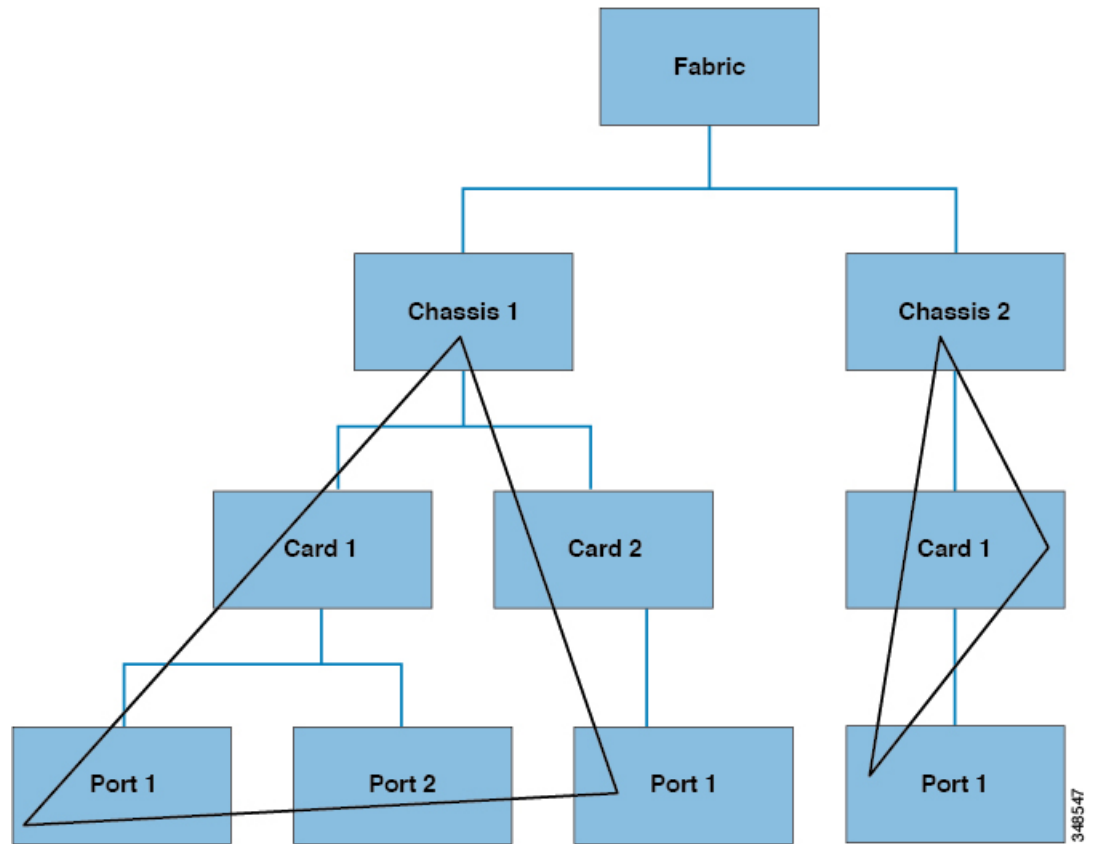 Fabric
Chassis 1
Chassis 2
Card 1
Card 2
Card 1
Port 1
Port 2
Port 1
Port 1
348547